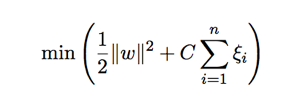 min ( 1/2 ||w||² + C ∑_{i=1}^{n} ξ_i )